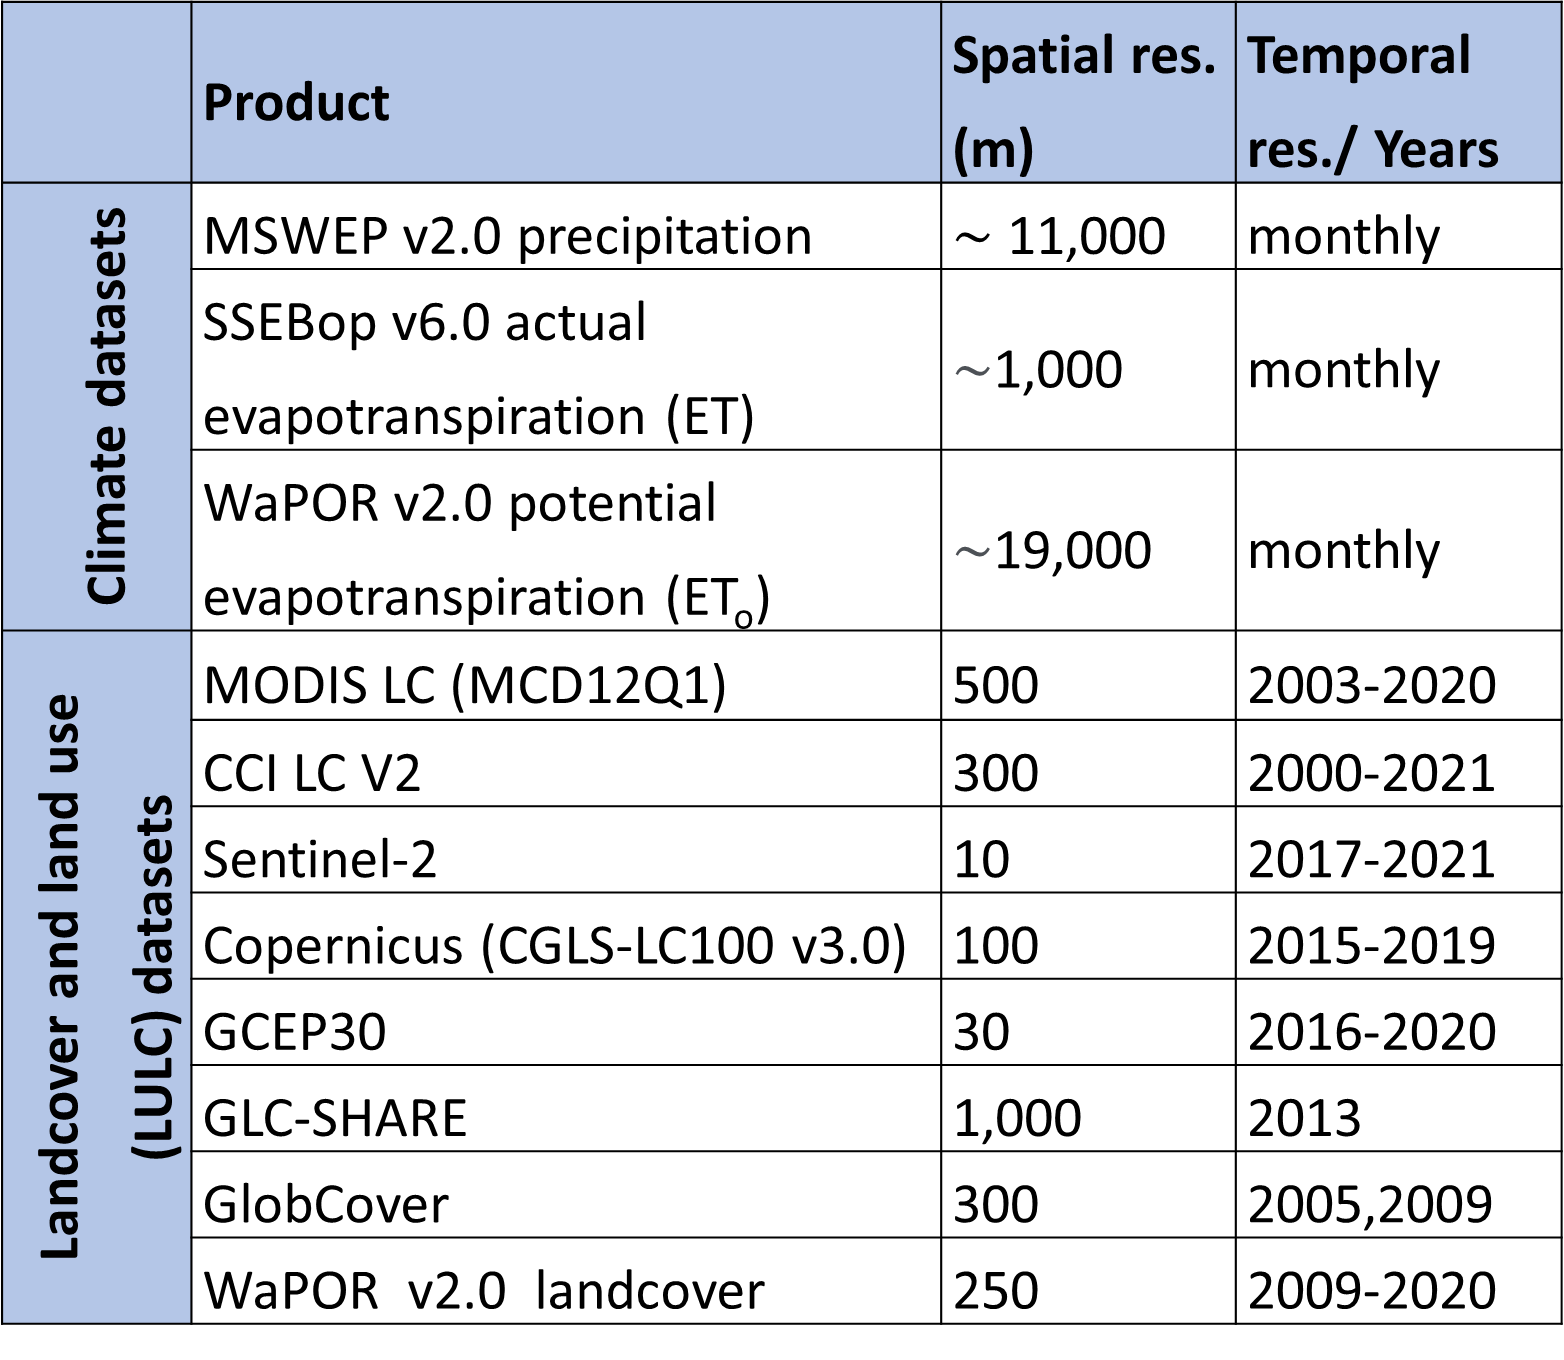 Product
Spatial res.
(m)
Temporal
res./ Years
Climate datasets
MSWEP v2.0 precipitation
~ 11,000
monthly
SSEBop v6.0 actual
evapotranspiration (ET)
~1,000
monthly
WaPOR v2.0 potential
evapotranspiration (ETo)
~19,000
monthly
Landcover and land use
(LULC) datasets
MODIS LC (MCD12Q1)
500
2003-2020
CCI LC V2
300
2000-2021
Sentinel-2
10
2017-2021
Copernicus (CGLS-LC100 v3.0)
100
2015-2019
GCEP30
30
2016-2020
GLC-SHARE
1,000
2013
GlobCover
300
2005,2009
WaPOR v2.0 landcover
250
2009-2020